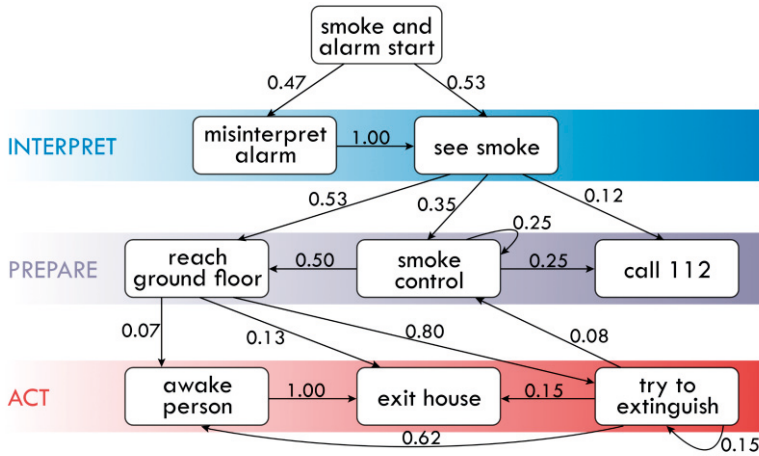 smoke and
alarm start
0.47
0.53
INTERPRET
misinterpret
alarm
1.00
see smoke
0.53
0.35
0.12
0.25
PREPARE
reach
ground floor
0.50
smoke
control
0.25
call 112
0.07
0.13
0.80
0.08
ACT
awake
person
1.00
exit house
0.15
try to
extinguish
0.62
0.15